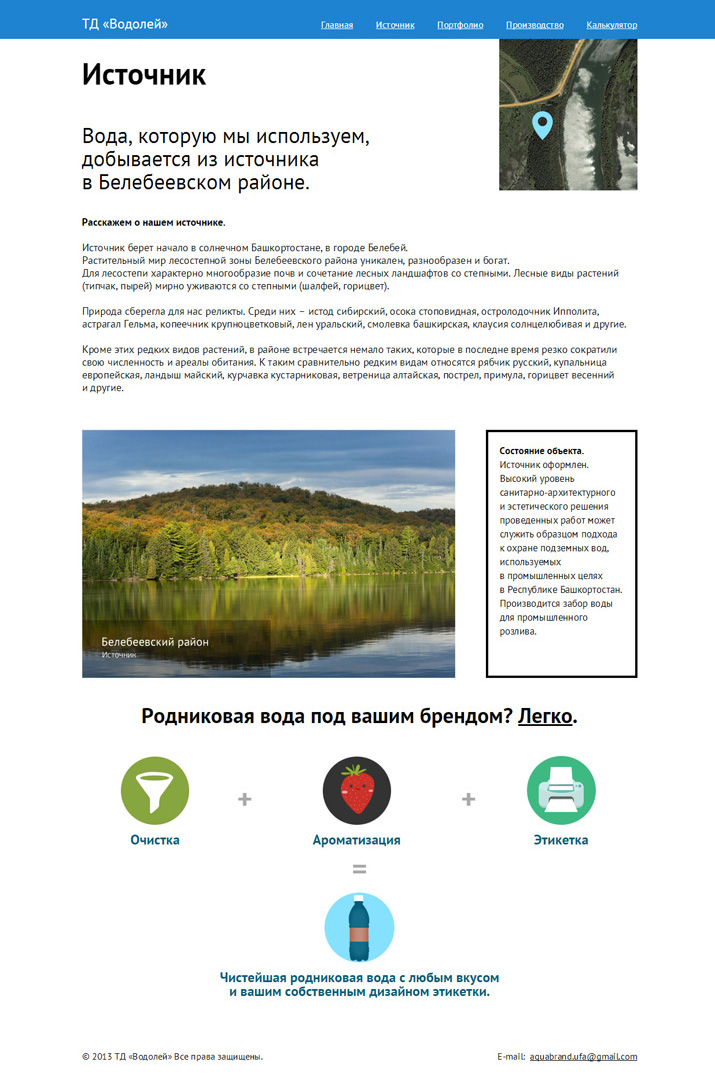 ТД «Водолей»
Главная Источник Портфолио Производство Калькулятор
Источник
Вода, которую мы используем,
добывается из источника
в Белебеевском районе.
Расскажем о нашем источнике.
Источник берет начало в солнечном Башкортостане, в городе Белебей.
Растительный мир лесостепной зоны Белебеевского района уникален, разнообразен и богат.
Для лесостепи характерно многообразие почв и сочетание лесных ландшафтов со степными. Лесные виды растений
(типчак, пырей) мирно уживаются со степными (шалфей, горицвет).
Природа сберегла для нас реликты. Среди них – истод сибирский, осока стоповидная, остролодочник Ипполита,
астрагал Гельма, копеечник крупноцветковый, лен уральский, смолевка башкирская, клаусия солнцелюбивая и другие.
Кроме этих редких видов растений, в районе встречается немало таких, которые в последне время резко сократили
свою численность и ареалы обитания. К таким сравнительно редким видам относятся рябчик русский, купальница
европейская, ландыш майский, курчавка кустарниковая, ветреница алтайская, пострел, примула, горицвет весенний
и другие.
Белебеевский район
Источник
Состояние объекта.
Источник оформлен.
Высокий уровень
санитарно-архитектурного
и эстетического решения
проведенных работ может
служить образцом подхода
к охране подземных вод,
используемых
в промышленных целях
в Республике Башкортостан.
Производится забор воды
для промышленного
розлива.
Родниковая вода под вашим брендом? Легко.
+ +
Очистка Ароматизация Этикетка
=
Чистейшая родниковая вода с любым вкусом
и вашим собственным дизайном этикетки.
© 2013 ТД «Водолей» Все права защищены.
E-mail: aquabrand.ufa@gmail.com